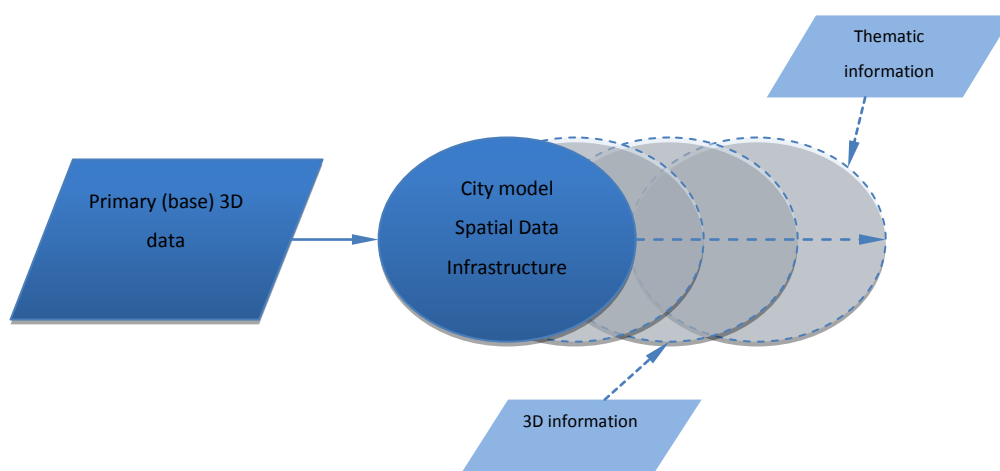 Thematic
information
Primary (base) 3D
data
City model
Spatial Data
Infrastructure
3D information